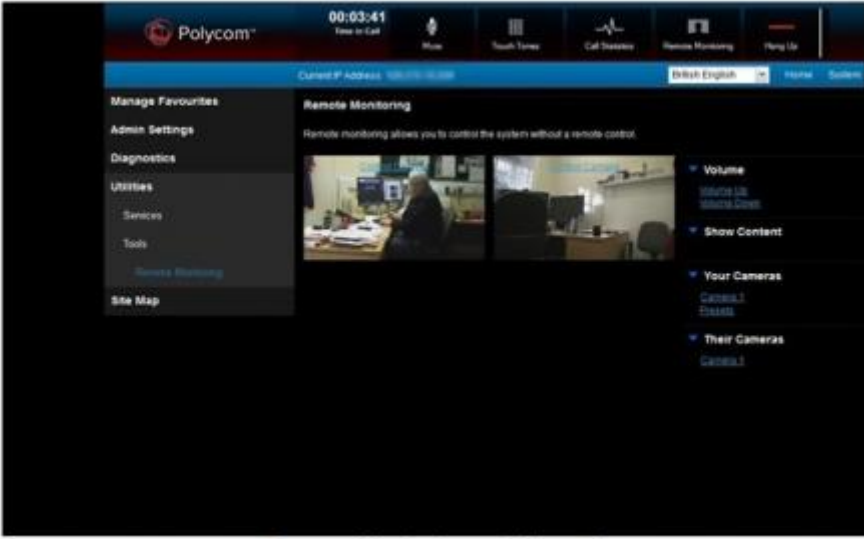 Polycom™
00:03:41
Time in Call
Mute
Touch Tones
Call Statistics
Remote Monitoring
Hang Up
Current IP Address
British English
Home
System
Manage Favourites
Admin Settings
Diagnostics
Utilities
Services
Tools
Remote Monitoring
Site Map
Remote Monitoring
Remote monitoring allows you to control the system without a remote control.
Volume
Volume Up
Volume Down
Show Content
Your Cameras
Camera 1
Presets
Their Cameras
Camera 1